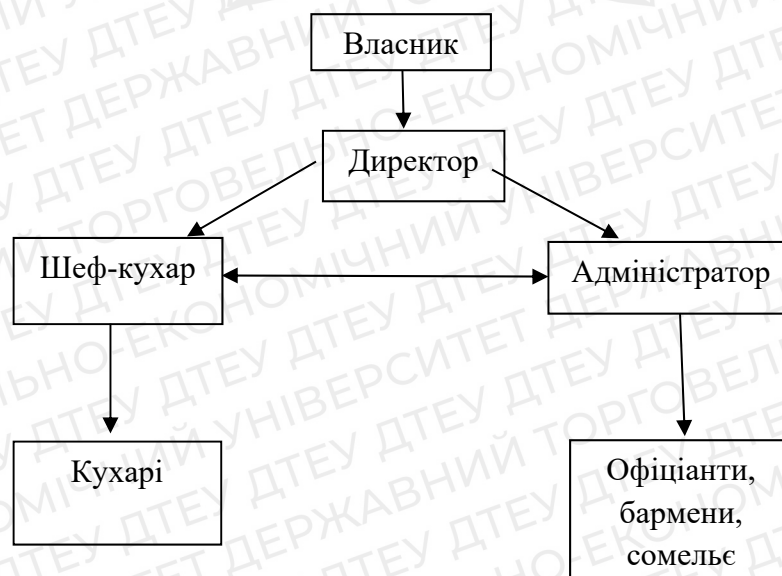 Власник
Директор
Шеф-кухар
Адміністратор
Кухарі
Офіціанти,
бармени,
сомельє